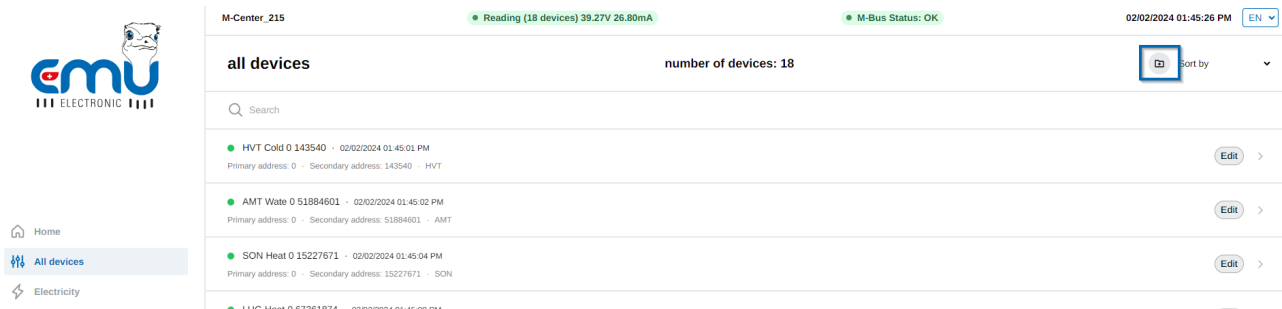 M-Center_215
Reading (18 devices) 39.27V 26.80mA
M-Bus Status: OK
02/02/2024 01:45:26 PM
EN
emu
ELECTRONIC
all devices
number of devices: 18
Sort by
Search
HVT Cold 0 143540 · 02/02/2024 01:45:01 PM
Primary address: 0 · Secondary address: 143540 · HVT
Edit
AMT Wate 0 51884601 · 02/02/2024 01:45:02 PM
Primary address: 0 · Secondary address: 51884601 · AMT
Edit
SON Heat 0 15227671 · 02/02/2024 01:45:04 PM
Primary address: 0 · Secondary address: 15227671 · SON
Edit
Home
All devices
Electricity